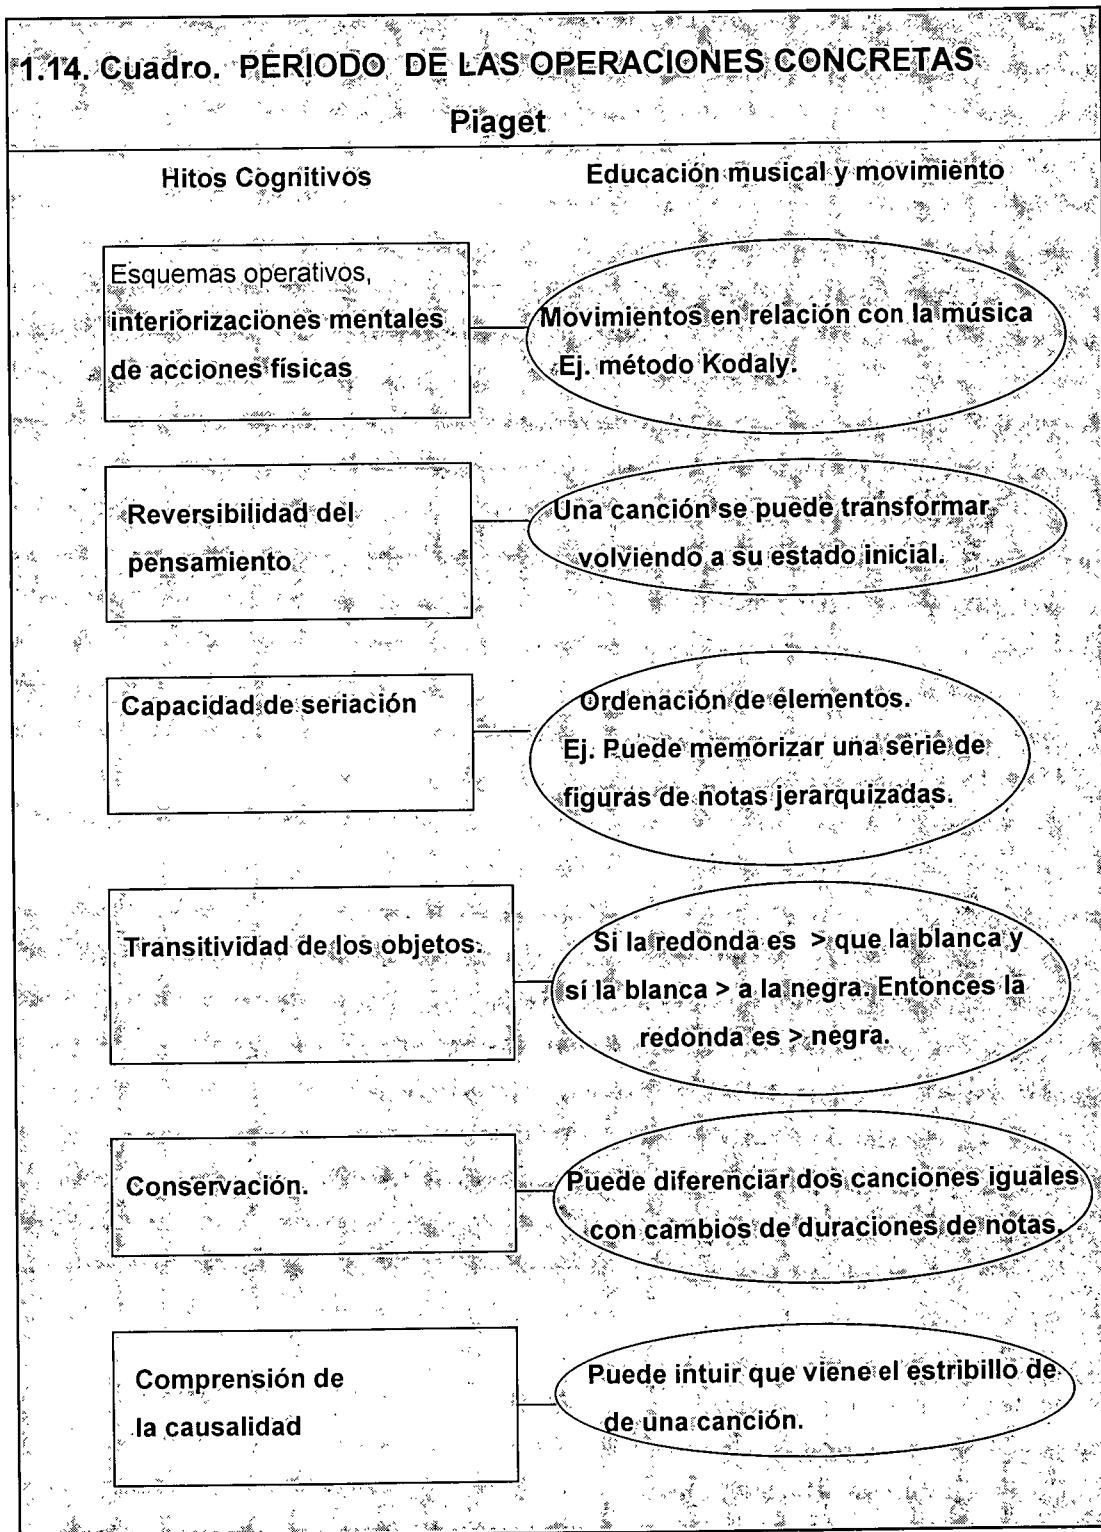 1.14. Cuadro. PERIODO DE LAS OPERACIONES CONCRETAS
Piaget
Hitos Cognitivos
Educación musical y movimiento
Esquemas operativos,
interiorizaciones mentales
de acciones físicas
Movimientos en relación con la música
Ej. método Kodaly.
Reversibilidad del
pensamiento
Una canción se puede transformar
volviendo a su estado inicial.
Capacidad de seriación
Ordenación de elementos.
Ej. Puede memorizar una serie de
figuras de notas jerarquizadas.
Transitividad de los objetos.
Si la redonda es > que la blanca y
sí la blanca > a la negra. Entonces la
redonda es > negra.
Conservación.
Puede diferenciar dos canciones iguales
con cambios de duraciones de notas.
Comprensión de
la causalidad
Puede intuir que viene el estribillo de
de una canción.